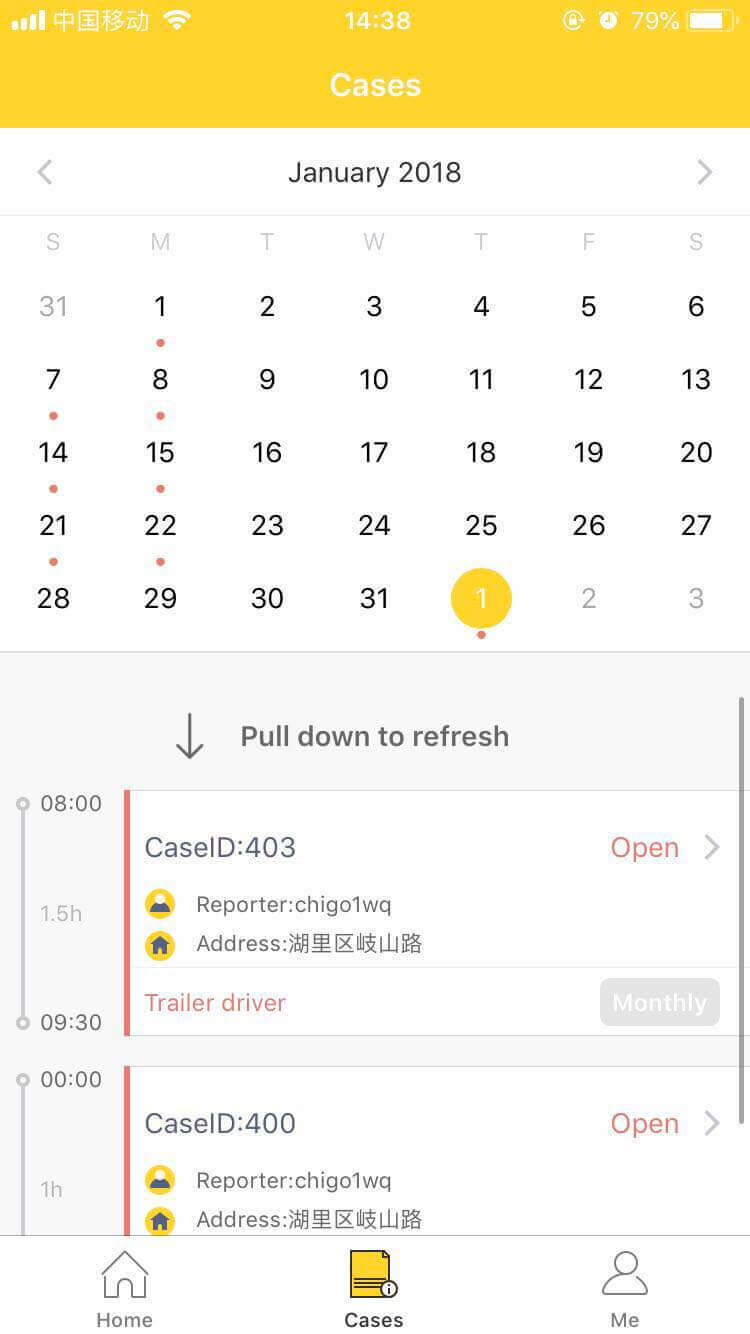 中国移动 14:38 79%
Cases
January 2018
S M T W T F S
31 1 2 3 4 5 6
7 8 9 10 11 12 13
14 15 16 17 18 19 20
21 22 23 24 25 26 27
28 29 30 31 1 2 3
Pull down to refresh
08:00
CaseID:403 Open
Reporter:chigo1wq
1.5h
Address:湖里区岐山路
Trailer driver Monthly
09:30
00:00
CaseID:400 Open
Reporter:chigo1wq
1h
Address:湖里区岐山路
Home Cases Me